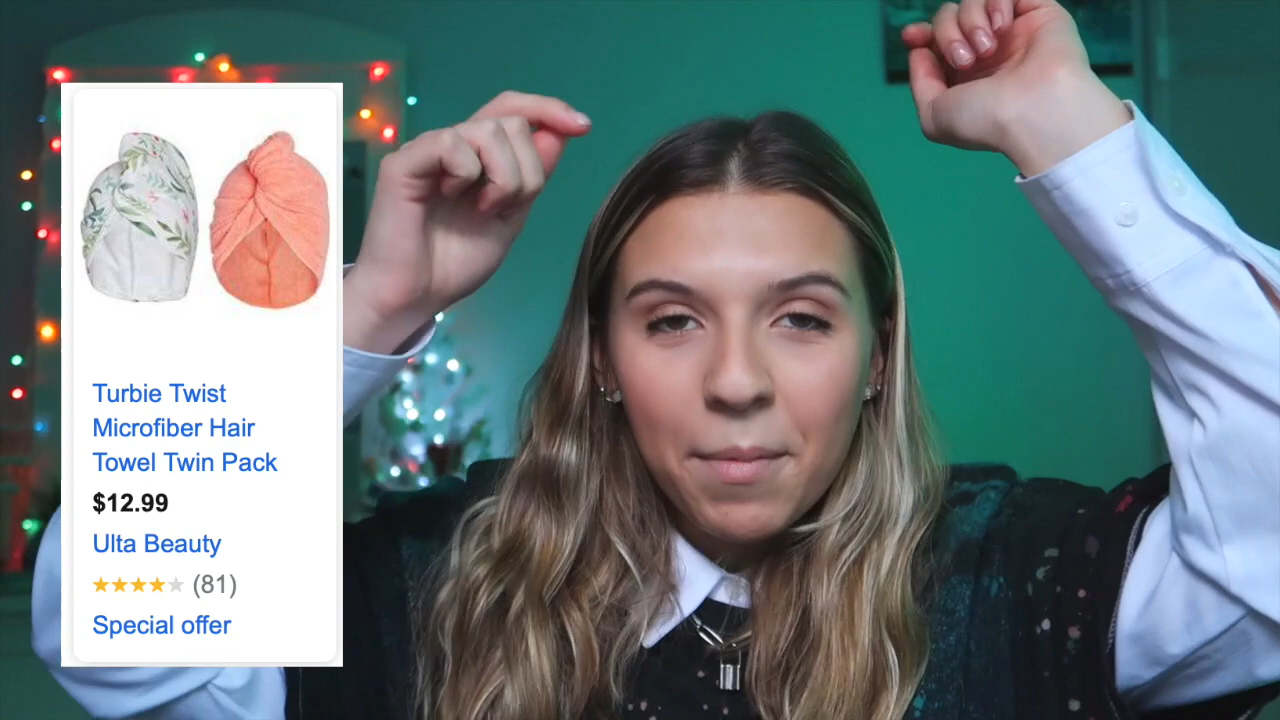 Turbie Twist
Microfiber Hair
Towel Twin Pack
$12.99
Ulta Beauty
(81)
Special offer